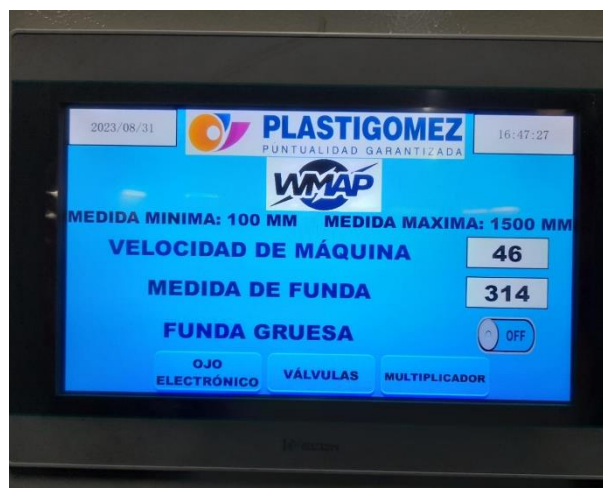 2023/08/31
PLASTIGOMEZ
16:47:27
PUNTUALIDAD GARANTIZADA
WMAP
MEDIDA MINIMA: 100 MM MEDIDA MAXIMA: 1500 MM
VELOCIDAD DE MÁQUINA 46
MEDIDA DE FUNDA 314
FUNDA GRUESA OFF
OJO ELECTRÓNICO
VÁLVULAS
MULTIPLICADOR